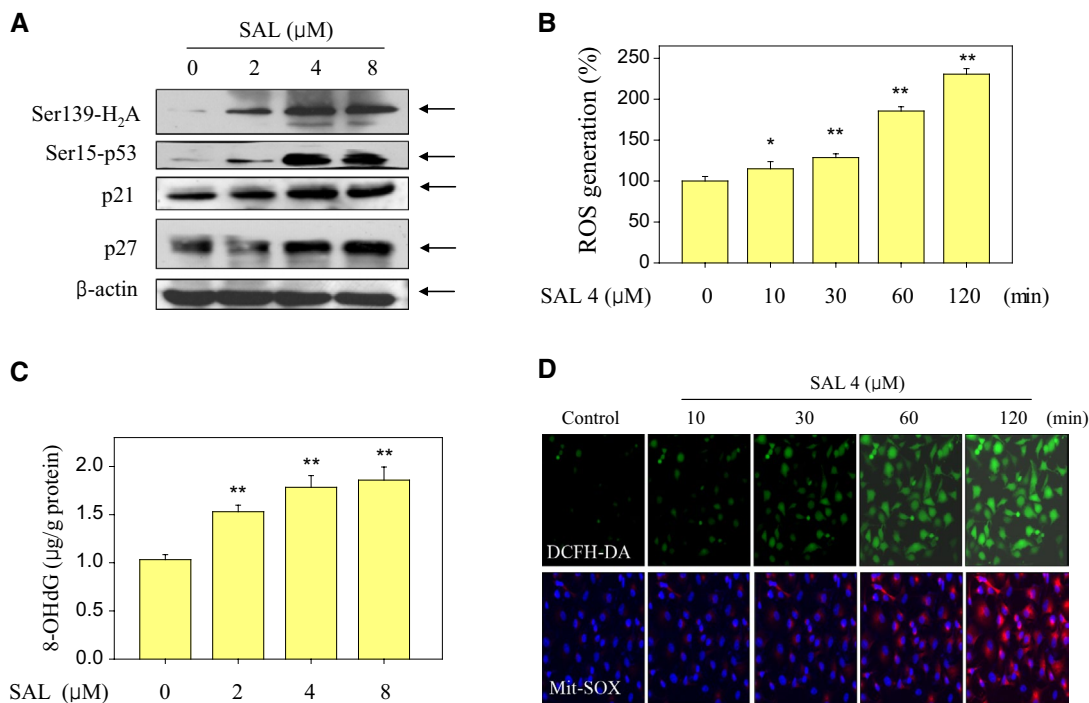 A
SAL (μM)
0 2 4 8
Ser139-H₂A
Ser15-p53
p21
p27
β-actin
B
ROS generation (%)
250
200
150
100
50
0
*
**
**
**
SAL 4 (μM) 0 10 30 60 120 (min)
C
8-OHdG (μg/g protein)
2.0
1.5
1.0
0.5
0.0
**
**
**
SAL (μM) 0 2 4 8
D
SAL 4 (μM)
Control 10 30 60 120 (min)
DCFH-DA
Mit-SOX